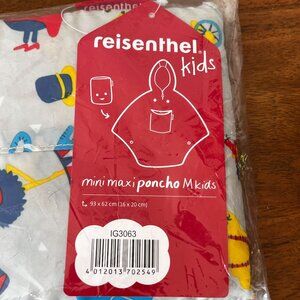 reisenthel
reisenthel®
kids
mini maxi poncho M kids
93 x 62 cm (16 x 20 cm)
IG3063
4 012013 702549